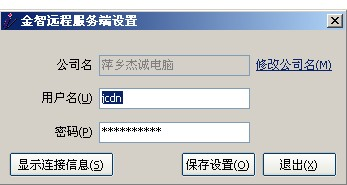 金智远程服务端设置
公司名 萍乡杰诚电脑 修改公司名(M)
用户名(U) jcdn
密码(P) **********
显示连接信息(S) 保存设置(O) 退出(X)